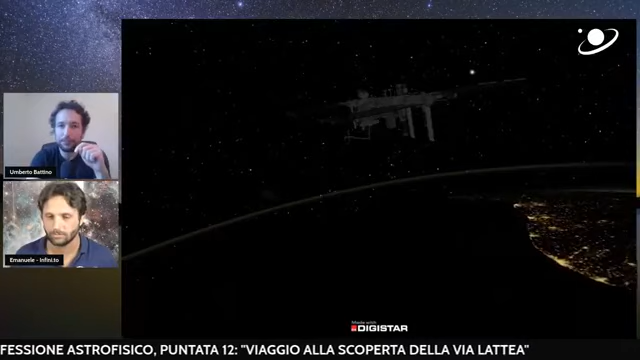 Umberto Battino
Emanuele - Infini.to
Made with
DIGISTAR
FESSIONE ASTROFISICO, PUNTATA 12: "VIAGGIO ALLA SCOPERTA DELLA VIA LATTEA"